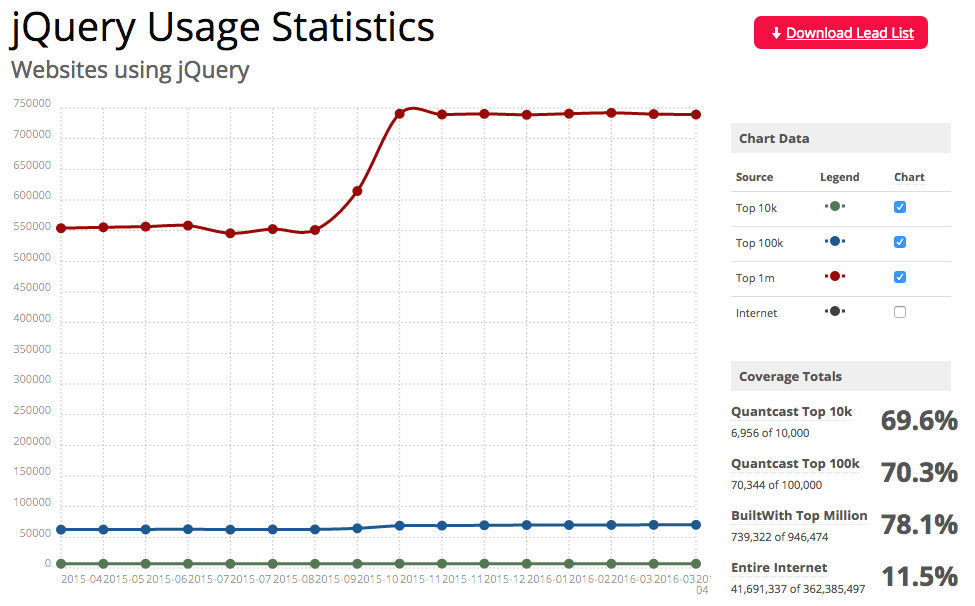 jQuery Usage Statistics
Download Lead List
Websites using jQuery
750000
700000
650000
600000
550000
500000
450000
400000
350000
300000
250000
200000
150000
100000
50000
0
2015-04 2015-05 2015-06 2015-07 2015-07 2015-08 2015-09 2015-10 2015-11 2015-11 2015-12 2016-01 2016-02 2016-03 2016-03 201
04
Chart Data
Source Legend Chart
Top 10k
Top 100k
Top 1m
Internet
Coverage Totals
Quantcast Top 10k 69.6%
6,956 of 10,000
Quantcast Top 100k 70.3%
70,344 of 100,000
BuiltWith Top Million 78.1%
739,322 of 946,474
Entire Internet 11.5%
41,691,337 of 362,385,497